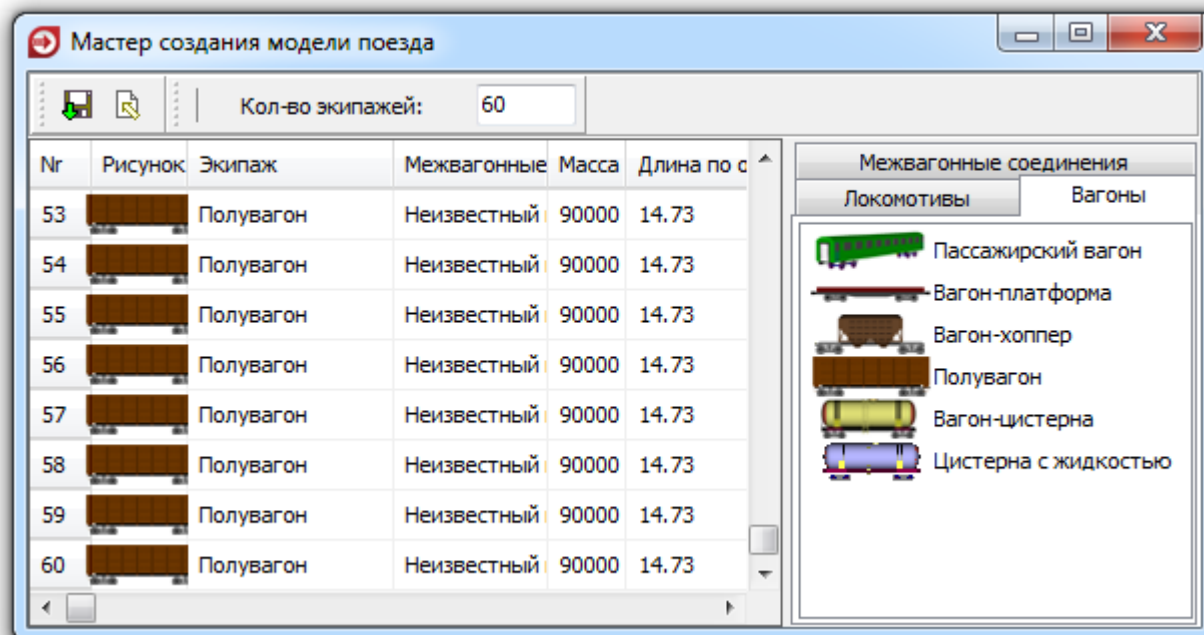 Мастер создания модели поезда
Кол-во экипажей: 60
Nr Рисунок Экипаж Межвагонные Масса Длина по
53 Полувагон Неизвестный 90000 14.73
54 Полувагон Неизвестный 90000 14.73
55 Полувагон Неизвестный 90000 14.73
56 Полувагон Неизвестный 90000 14.73
57 Полувагон Неизвестный 90000 14.73
58 Полувагон Неизвестный 90000 14.73
59 Полувагон Неизвестный 90000 14.73
60 Полувагон Неизвестный 90000 14.73
Межвагонные соединения
Локомотивы Вагоны
Пассажирский вагон
Вагон-платформа
Вагон-хоппер
Полувагон
Вагон-цистерна
Цистерна с жидкостью